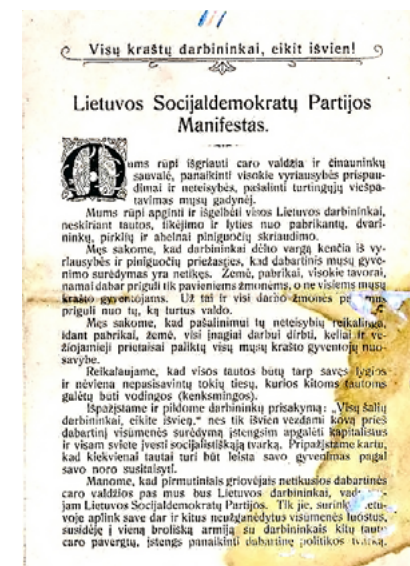 Visų kraštų darbininkai, eikit išvien!
Lietuvos Socijaldemokratų Partijos
Manifestas.
Mums rūpi išgriauti caro valdžia ir činauninkų
sauvalė, panaikinti visokie vyriausybės prispau-
dimai ir neteisybės, pašalinti turtingųjų viešpa-
tavimas mųsų gadynėj.
Mums rūpi apginti ir išgelbėti visos Lietuvos darbininkai,
neskiriant tautos, tikėjimo ir lyties nuo pabrikantų, dvari-
ninkų, pirklių ir abelnai piniguočių skriaudimo.
Męs sakome, kad darbininkai dėlto vargą kenčia iš vy-
riausybės ir piniguočių priežasties, kad dabartinis mųsų gyve-
nimo surėdymas yra netikęs. Žemė, pabrikai, visokie tavorai,
namai dabar priguli tik pavieniems žmonėms, o ne visiems mųsų
krašto gyventojams. Už tai ir visi darbo žmonės pas mus
priguli nuo tų, ką turtus valdo.
Męs sakome, kad pašalinimui tų neteisybių reikalinga,
idant pabrikai, žemė, visi įnagiai darbui dirbti, keliai ir ve-
žiojamieji prietaisai paliktų visų mųsų krašto gyventojų nuo-
savybe.
Reikalaujame, kad visos tautos būtų tarp savęs lygios
ir nėviena nepasisavintų tokių tiesų, kurios kitoms tautoms
galėtų būti vodingos (kenksmingos).
Išpažįstame ir pildome darbininkų prisakymą: „Visų šalių
darbininkai, eikite išvien,“ nes tik išvien vezdami kovą prieš
dabartinį visuomenės surėdymą įstengsim apgalėti kapitalistus
ir visam sviete įvesti socijalistiškąją tvarką. Pripažįstame kartu,
kad kiekvienai tautai turi būt leista savo gyvenimas pagal
savo noro susitaisyti.
Manome, kad pirmutiniais griovėjais netikusios dabartinės
caro valdžios pas mus bus Lietuvos darbininkai,
jam Lietuvos Socijaldemokratų Partijos. Tik jie,
voje aplink save dar ir kitus neužganėdytus visuomenės luostus,
susidėję į vieną brolišką armiją su darbininkais kitų tautų
caro pavergtų, įstengs panaikinti dabartinę politikos tvarką.